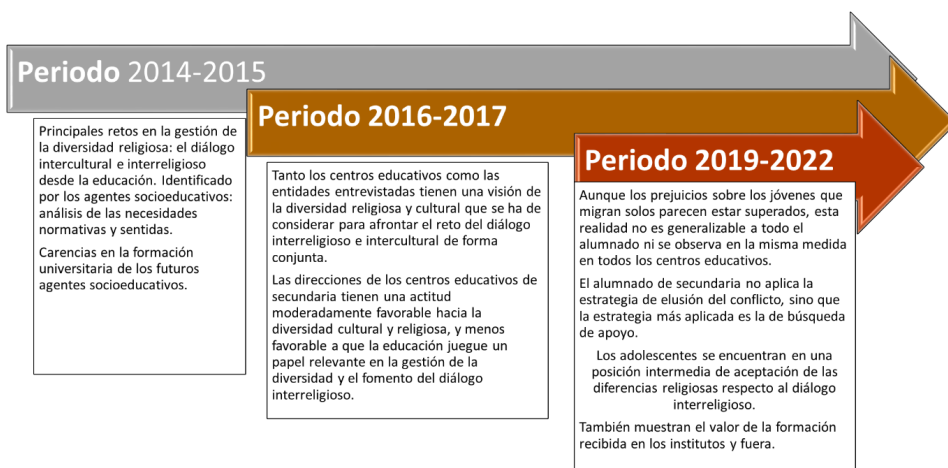 Periodo 2014-2015
Principales retos en la gestión de
la diversidad religiosa: el diálogo
intercultural e interreligioso
desde la educación. Identificado
por los agentes socioeducativos:
análisis de las necesidades
normativas y sentidas.
Carencias en la formación
universitaria de los futuros
agentes socioeducativos.
Periodo 2016-2017
Tanto los centros educativos como las
entidades entrevistadas tienen una visión de
la diversidad religiosa y cultural que se ha de
considerar para afrontar el reto del diálogo
interreligioso e intercultural de forma
conjunta.
Las direcciones de los centros educativos de
secundaria tienen una actitud
moderadamente favorable hacia la
diversidad cultural y religiosa, y menos
favorable a que la educación juegue un
papel relevante en la gestión de la
diversidad y el fomento del diálogo
interreligioso.
Periodo 2019-2022
Aunque los prejuicios sobre los jóvenes que
migran solos parecen estar superados, esta
realidad no es generalizable a todo el
alumnado ni se observa en la misma medida
en todos los centros educativos.
El alumnado de secundaria no aplica la
estrategia de elusión del conflicto, sino que
la estrategia más aplicada es la de búsqueda
de apoyo.
Los adolescentes se encuentran en una
posición intermedia de aceptación de las
diferencias religiosas respecto al diálogo
interreligioso.
También muestran el valor de la formación
recibida en los institutos y fuera.